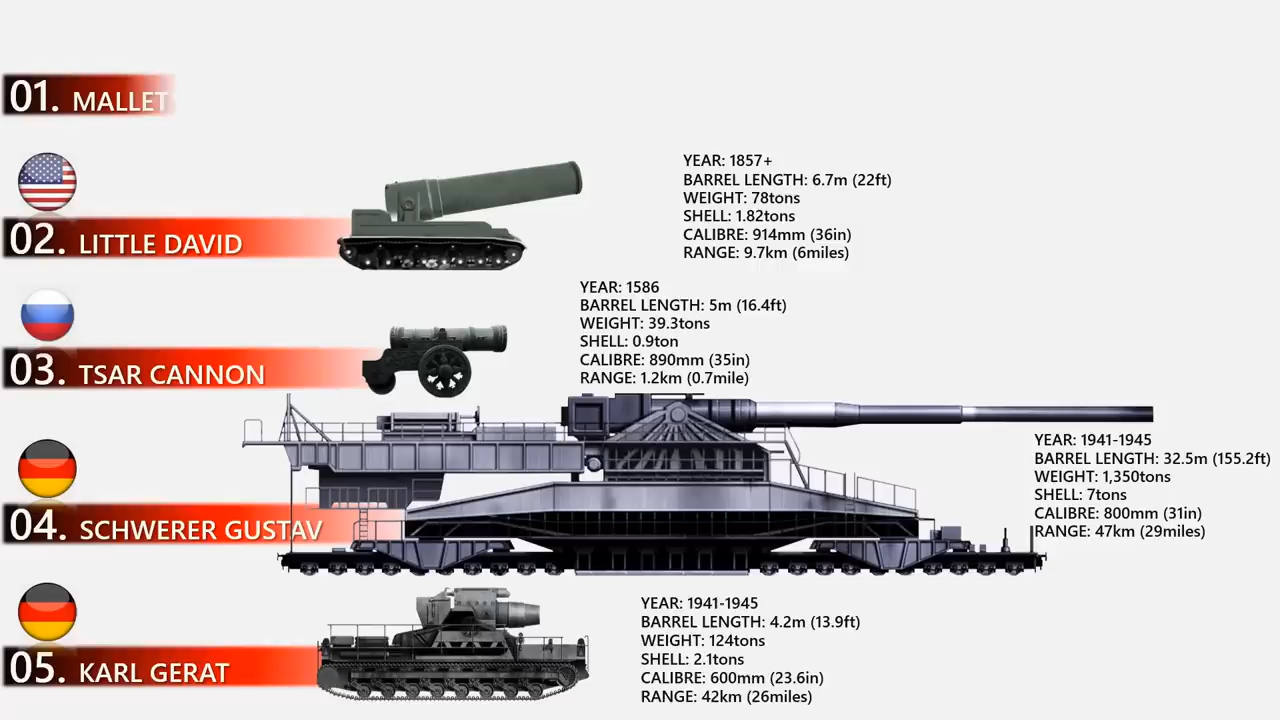 01. MALLET
YEAR: 1857+
BARREL LENGTH: 6.7m (22ft)
WEIGHT: 78tons
SHELL: 1.82tons
CALIBRE: 914mm (36in)
RANGE: 9.7km (6miles)
02. LITTLE DAVID
YEAR: 1586
BARREL LENGTH: 5m (16.4ft)
WEIGHT: 39.3tons
SHELL: 0.9ton
CALIBRE: 890mm (35in)
RANGE: 1.2km (0.7mile)
03. TSAR CANNON
YEAR: 1941-1945
BARREL LENGTH: 32.5m (155.2ft)
WEIGHT: 1,350tons
SHELL: 7tons
CALIBRE: 800mm (31in)
RANGE: 47km (29miles)
04. SCHWERER GUSTAV
YEAR: 1941-1945
BARREL LENGTH: 4.2m (13.9ft)
WEIGHT: 124tons
SHELL: 2.1tons
CALIBRE: 600mm (23.6in)
RANGE: 42km (26miles)
05. KARL GERAT